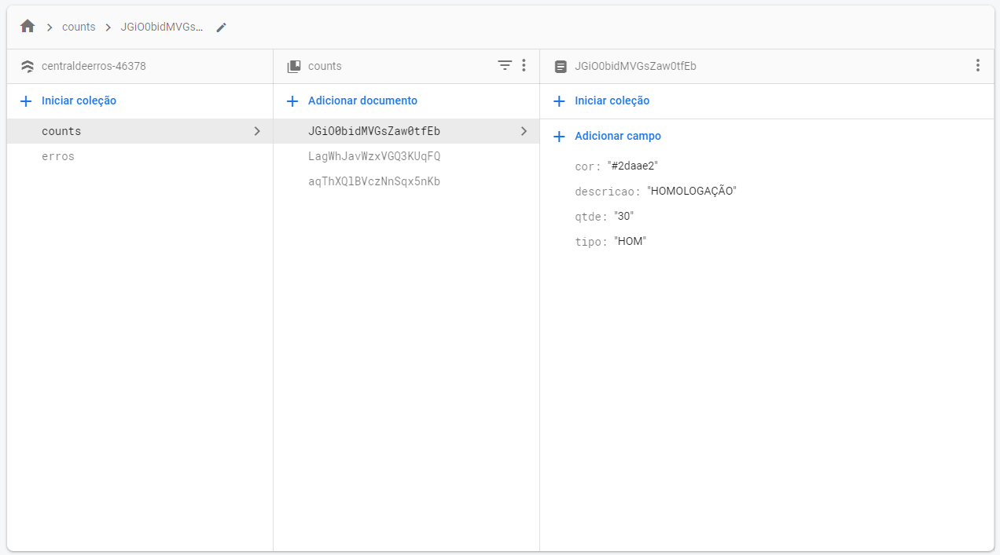 counts
JGiO0bidMVGs...
centraldeerros-46378
counts
JGiO0bidMVGsZaw0tfEb
Iniciar coleção
Adicionar documento
Iniciar coleção
counts
JGiO0bidMVGsZaw0tfEb
Adicionar campo
erros
LagWhJavWzxVGQ3KUqFQ
aqThXQlBVczNnSqx5nKb
cor: "#2daae2"
descricao: "HOMOLOGAÇÃO"
qtde: "30"
tipo: "HOM"